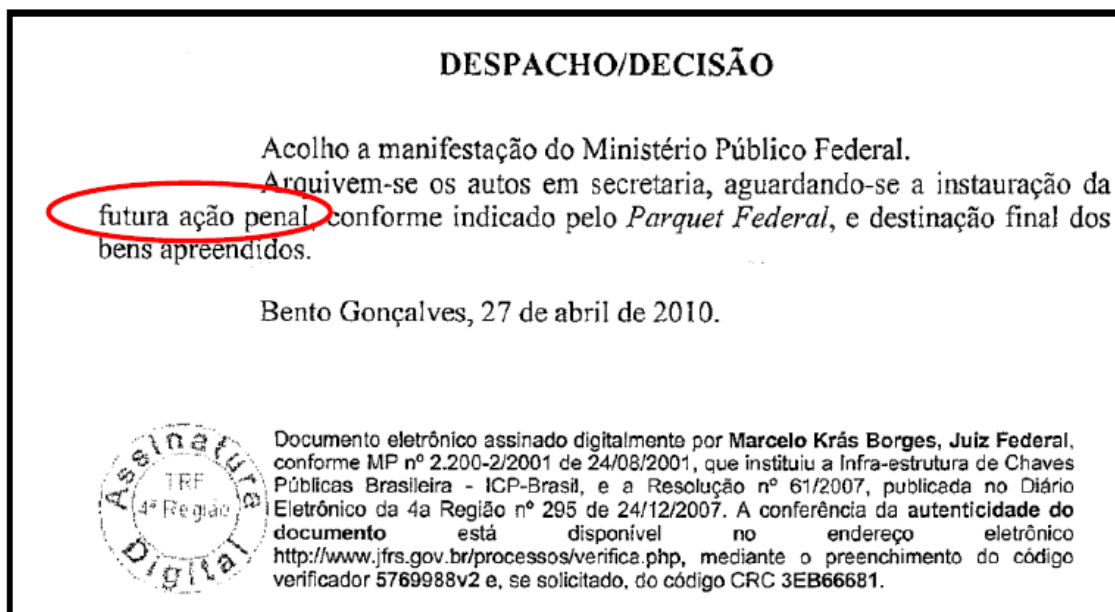 DESPACHO/DECISÃO
Acolho a manifestação do Ministério Público Federal.
Arquivem-se os autos em secretaria, aguardando-se a instauração da
futura ação penal, conforme indicado pelo Parquet Federal, e destinação final dos
bens apreendidos.
Bento Gonçalves, 27 de abril de 2010.
Assinatura
TRF
4ª Região
Digital
Documento eletrônico assinado digitalmente por Marcelo Krás Borges, Juiz Federal,
conforme MP nº 2.200-2/2001 de 24/08/2001, que instituiu a Infra-estrutura de Chaves
Públicas Brasileira - ICP-Brasil, e a Resolução nº 61/2007, publicada no Diário
Eletrônico da 4a Região nº 295 de 24/12/2007. A conferência da autenticidade do
documento está disponível no endereço eletrônico
http://www.jfrs.gov.br/processos/verifica.php, mediante o preenchimento do código
verificador 5769988v2 e, se solicitado, do código CRC 3EB66681.